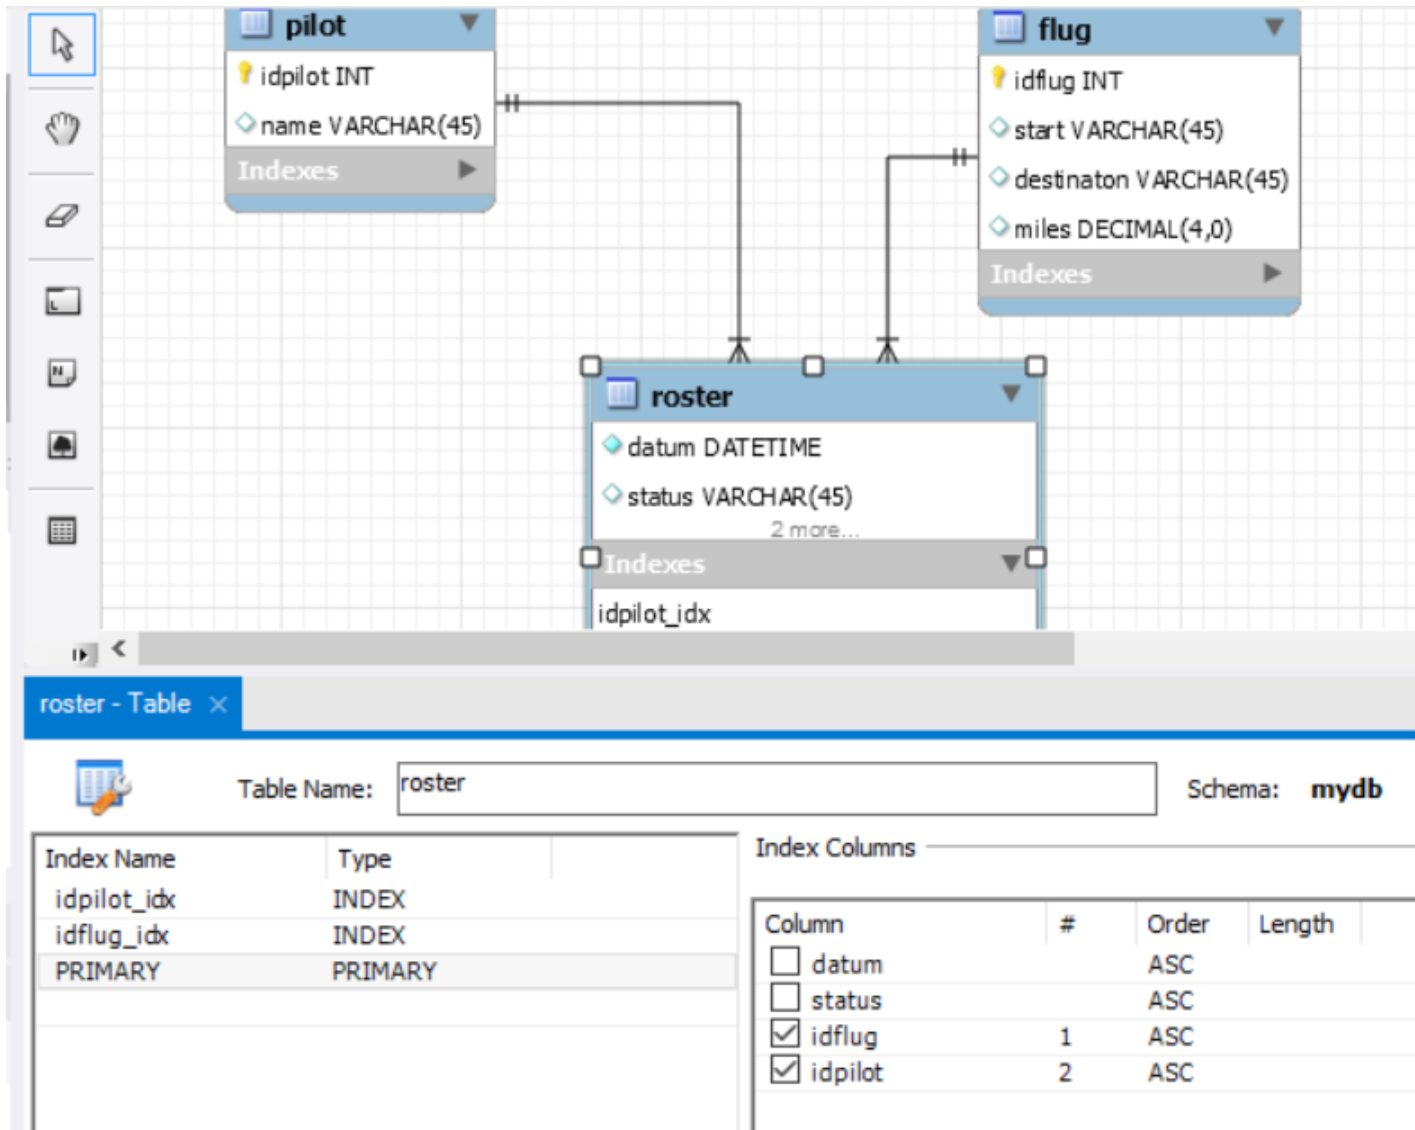 pilot
idpilot INT
name VARCHAR(45)
Indexes
flug
idflug INT
start VARCHAR(45)
destinaton VARCHAR(45)
miles DECIMAL(4,0)
Indexes
roster
datum DATETIME
status VARCHAR(45)
2 more...
Indexes
idpilot_idx
roster - Table
Table Name: roster Schema: mydb
Index Name Type
idpilot_idx INDEX
idflug_idx INDEX
PRIMARY PRIMARY
Index Columns
Column # Order Length
datum ASC
status ASC
idflug 1 ASC
idpilot 2 ASC